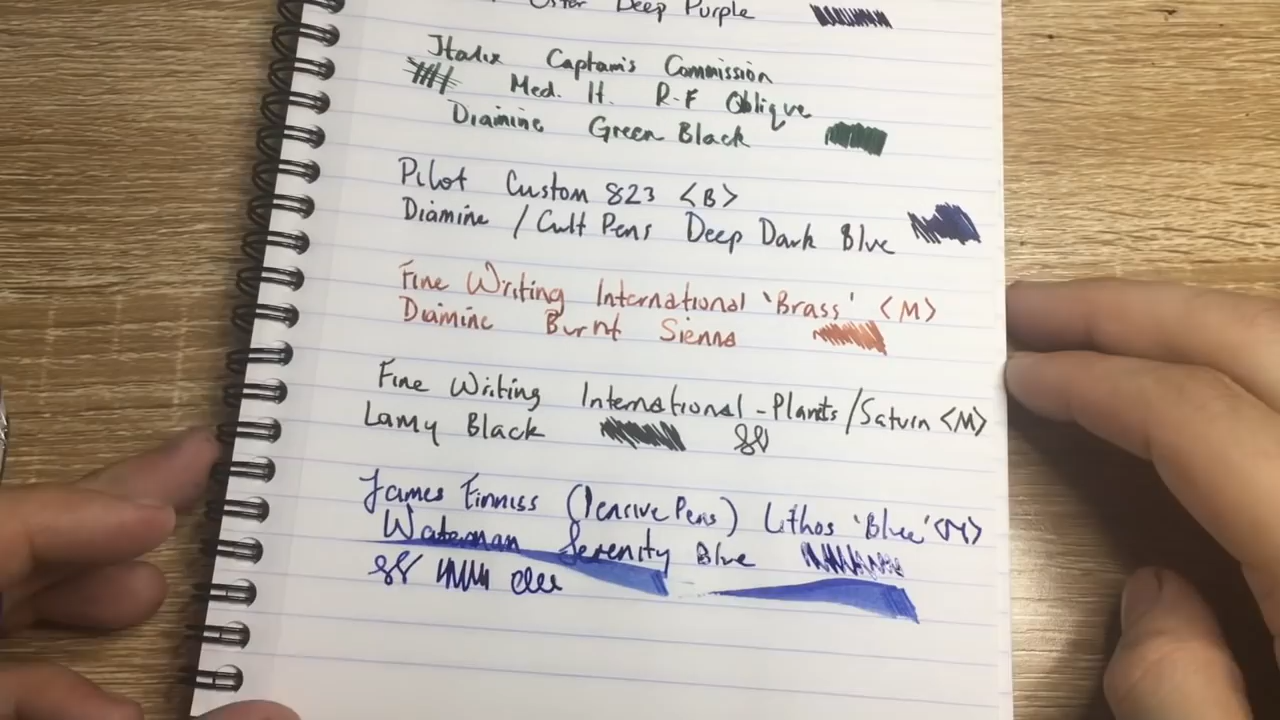 Deep Purple
Italix Captain's Commission
Med. It. R-F Oblique
Diamine Green Black
Pilot Custom 823 <B>
Diamine / Cult Pens Deep Dark Blue
Fine Writing International 'Brass' <M>
Diamine Burnt Sienna
Fine Writing International - Planets / Saturn <M>
Lamy Black
James Finniss (Pensive Pens) Lithos 'Blue' <M>
Waterman Serenity Blue